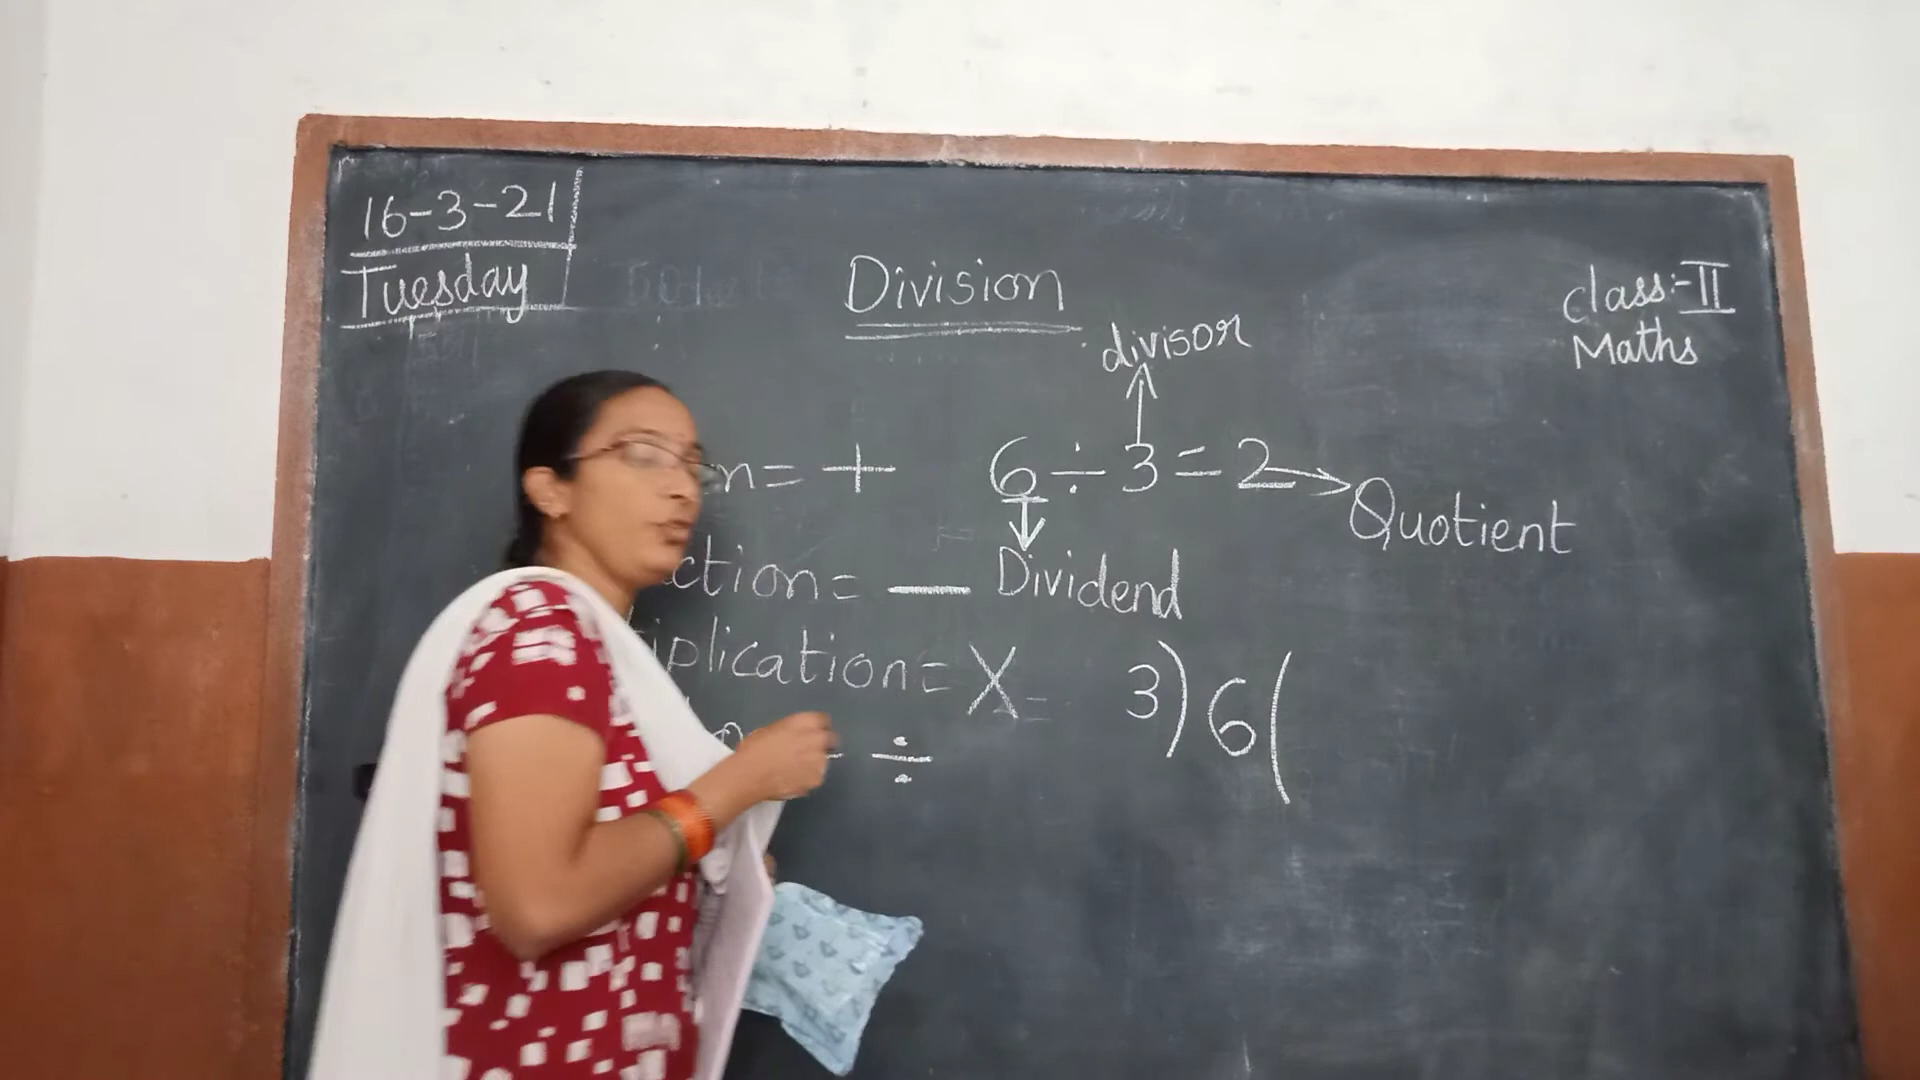 16-3-21
Tuesday
Division
class:-II
Maths
divisor
n= + 6÷3=2 → Quotient
ction= — Dividend
iplication= X= 3)6(
- ÷